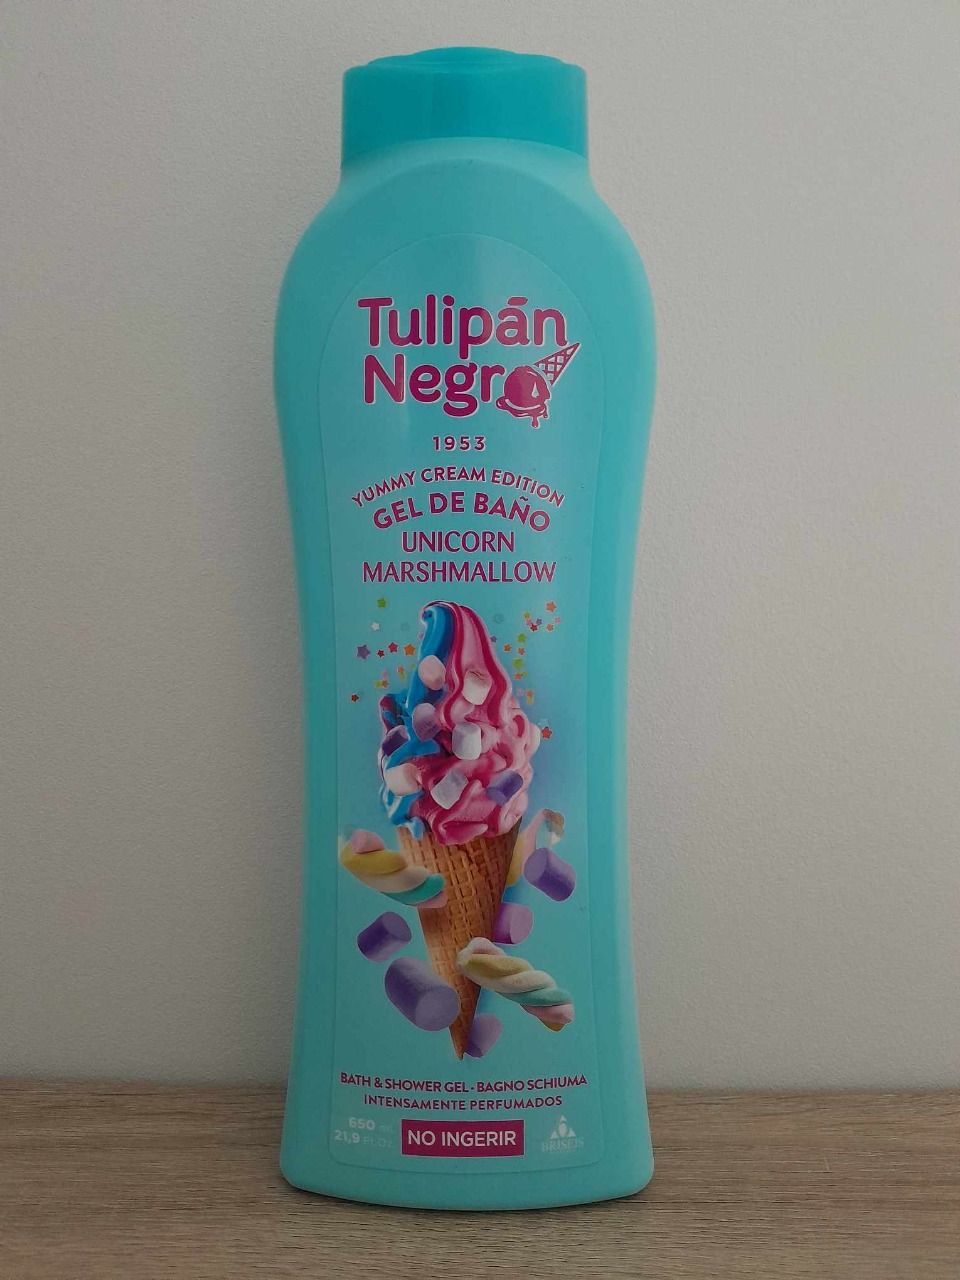 Tulipán
Negro
1953
YUMMY CREAM EDITION
GEL DE BAÑO
UNICORN
MARSHMALLOW
BATH & SHOWER GEL - BAGNO SCHIUMA
INTENSAMENTE PERFUMADOS
650 ml
21,9 FL.OZ.
NO INGERIR
BRISEIS